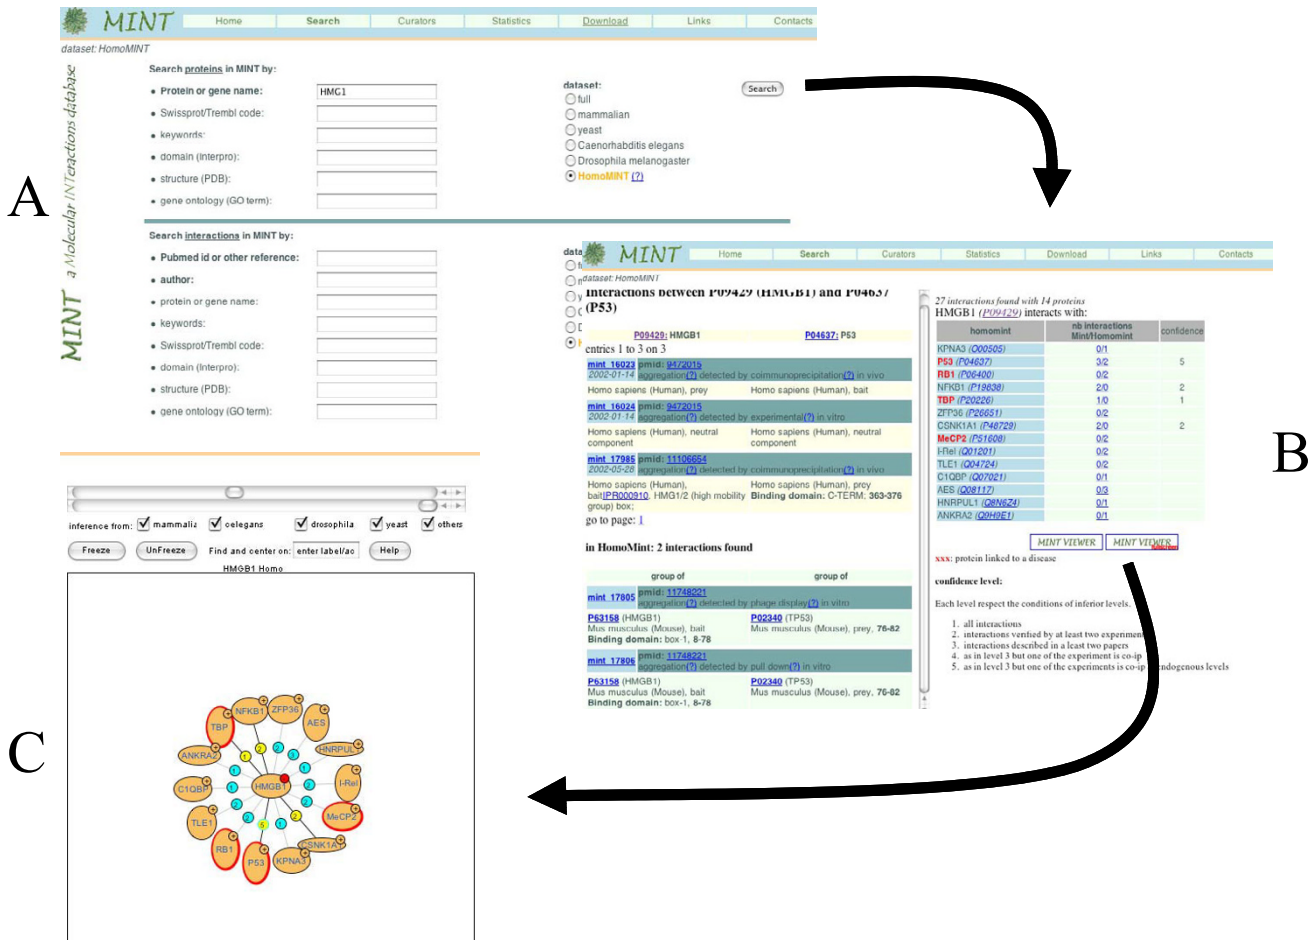 A
MINT
Home Search Curators Statistics Download Links Contacts
dataset: HomoMINT
MINT a Molecular INTeractions database
Search proteins in MINT by:
• Protein or gene name: HMG1
• Swissprot/Trembl code:
• keywords:
• domain (Interpro):
• structure (PDB):
• gene ontology (GO term):
dataset:
full
mammalian
yeast
Caenorhabditis elegans
Drosophila melanogaster
HomoMINT (?)
Search
Search interactions in MINT by:
• Pubmed id or other reference:
• author:
• protein or gene name:
• keywords:
• Swissprot/Trembl code:
• domain (Interpro):
• structure (PDB):
• gene ontology (GO term):
data
B
MINT
Home Search Curators Statistics Download Links Contacts
dataset: HomoMINT
Interactions between P09429 (HMGB1) and P04637
(P53)
P09429: HMGB1 P04637: P53
entries 1 to 3 on 3
mint_16023 pmid: 9472015
2002-01-14 aggregation(?) detected by coimmunoprecipitation(?) in vivo
Homo sapiens (Human), prey Homo sapiens (Human), bait
mint_16024 pmid: 9472015
2002-01-14 aggregation(?) detected by experimental(?) in vitro
Homo sapiens (Human), neutral component Homo sapiens (Human), neutral component
mint_17985 pmid: 11106654
2002-05-28 aggregation(?) detected by coimmunoprecipitation(?) in vivo
Homo sapiens (Human), Homo sapiens (Human), prey
baitIPR000910. HMG1/2 (high mobility Binding domain: C-TERM: 363-376
group) box;
go to page: 1
in HomoMint: 2 interactions found
group of group of
mint_17805 pmid: 11748221
aggregation(?) detected by phage display(?) in vitro
P63158 (HMGB1) P02340 (TP53)
Mus musculus (Mouse), bait Mus musculus (Mouse), prey, 76-82
Binding domain: box-1, 8-78
mint_17806 pmid: 11748221
aggregation(?) detected by pull down(?) in vitro
P63158 (HMGB1) P02340 (TP53)
Mus musculus (Mouse), bait Mus musculus (Mouse), prey, 76-82
Binding domain: box-1, 8-78
27 interactions found with 14 proteins
HMGB1 (P09429) interacts with:
homomint nb interactions Mint/Homomint confidence
KPNA3 (O00505) 0/1
P53 (P04637) 3/2 5
RB1 (P06400) 0/2
NFKB1 (P19838) 2/0 2
TBP (P20226) 1/0 1
ZFP36 (P26651) 0/2
CSNK1A1 (P48729) 2/0 2
MeCP2 (P51608) 0/2
I-Rel (Q01201) 0/2
TLE1 (Q04724) 0/2
C1QBP (Q07021) 0/1
AES (Q08117) 0/3
HNRPUL1 (Q8N6Z4) 0/1
ANKRA2 (Q9H9E1) 0/1
MINT VIEWER MINT VIEWER
xxx: protein linked to a disease
confidence level:
Each level respect the conditions of inferior levels.
1. all interactions
2. interactions verified by at least two experiment
3. interactions described in a least two papers
4. as in level 3 but one of the experiment is co-ip
5. as in level 3 but one of the experiments is co-ip endogenous levels
C
inference from: mammalia celegans drosophila yeast others
Freeze UnFreeze Find and center on: enter label/ac Help
HMGB1 Homo
NFKB1
ZFP36
TBP
AES
ANKRA2
HNRPUL1
HMGB1
C1QBP
I-Rel
TLE1
MeCP2
RB1
P53
KPNA3
CSNK1A1